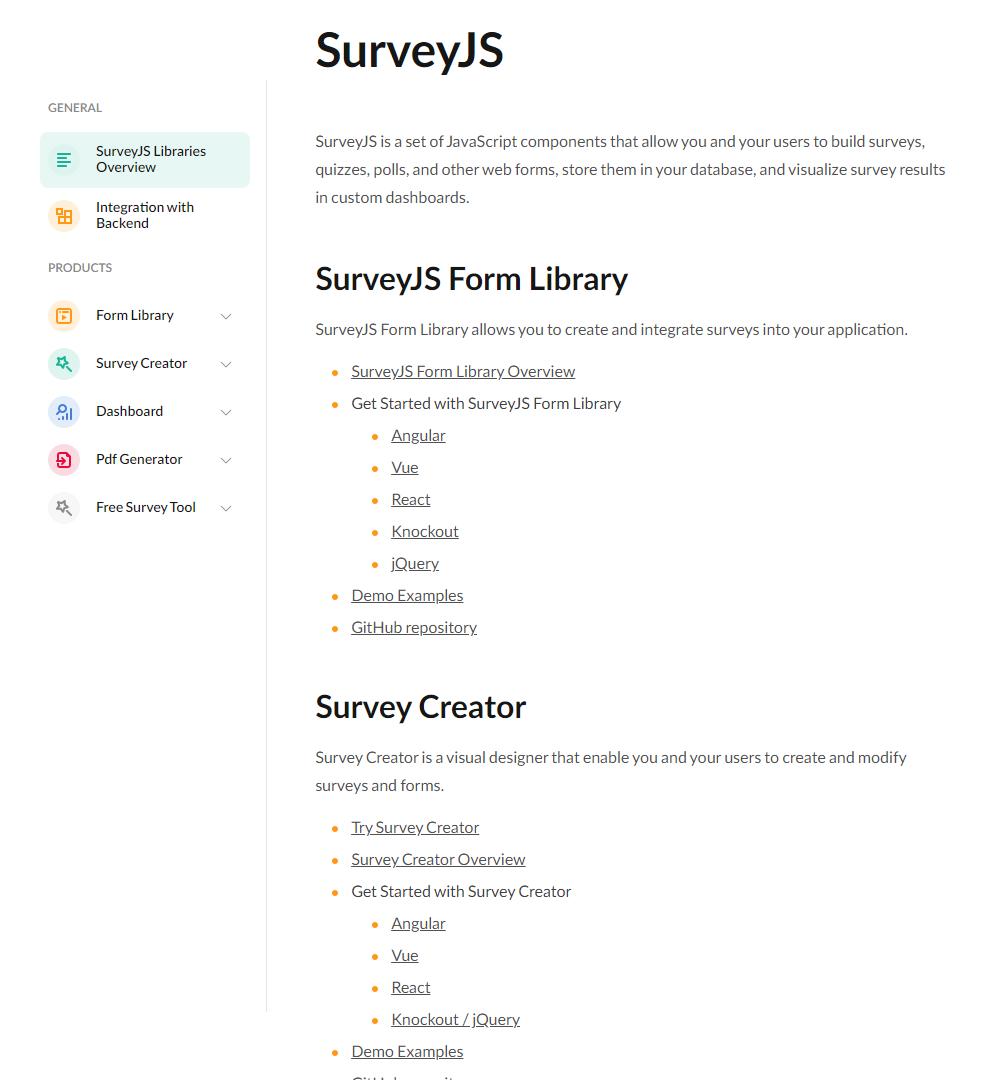 SurveyJS
GENERAL
SurveyJS Libraries
Overview
Integration with
Backend
PRODUCTS
Form Library
Survey Creator
Dashboard
Pdf Generator
Free Survey Tool
SurveyJS is a set of JavaScript components that allow you and your users to build surveys,
quizzes, polls and other web forms, store them in your database, and visualize survey results
in custom dashboards.
SurveyJS Form Library
SurveyJS Form Library allows you to create and integrate surveys into your application.
SurveyJS Form Library Overview
Get Started with SurveyJS Form Library
Angular
Vue
React
Knockout
jQuery
Demo Examples
GitHub repository
Survey Creator
Survey Creator is a visual designer that enable you and your users to create and modify
surveys and forms.
Try Survey Creator
Survey Creator Overview
Get Started with Survey Creator
Angular
Vue
React
Knockout / jQuery
Demo Examples